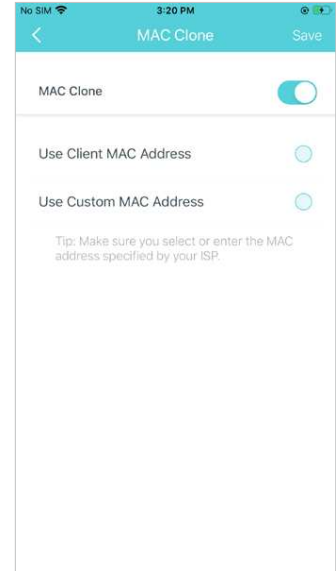 No SIM 3:20 PM
MAC Clone Save
MAC Clone
Use Client MAC Address
Use Custom MAC Address
Tip: Make sure you select or enter the MAC
address specified by your ISP.